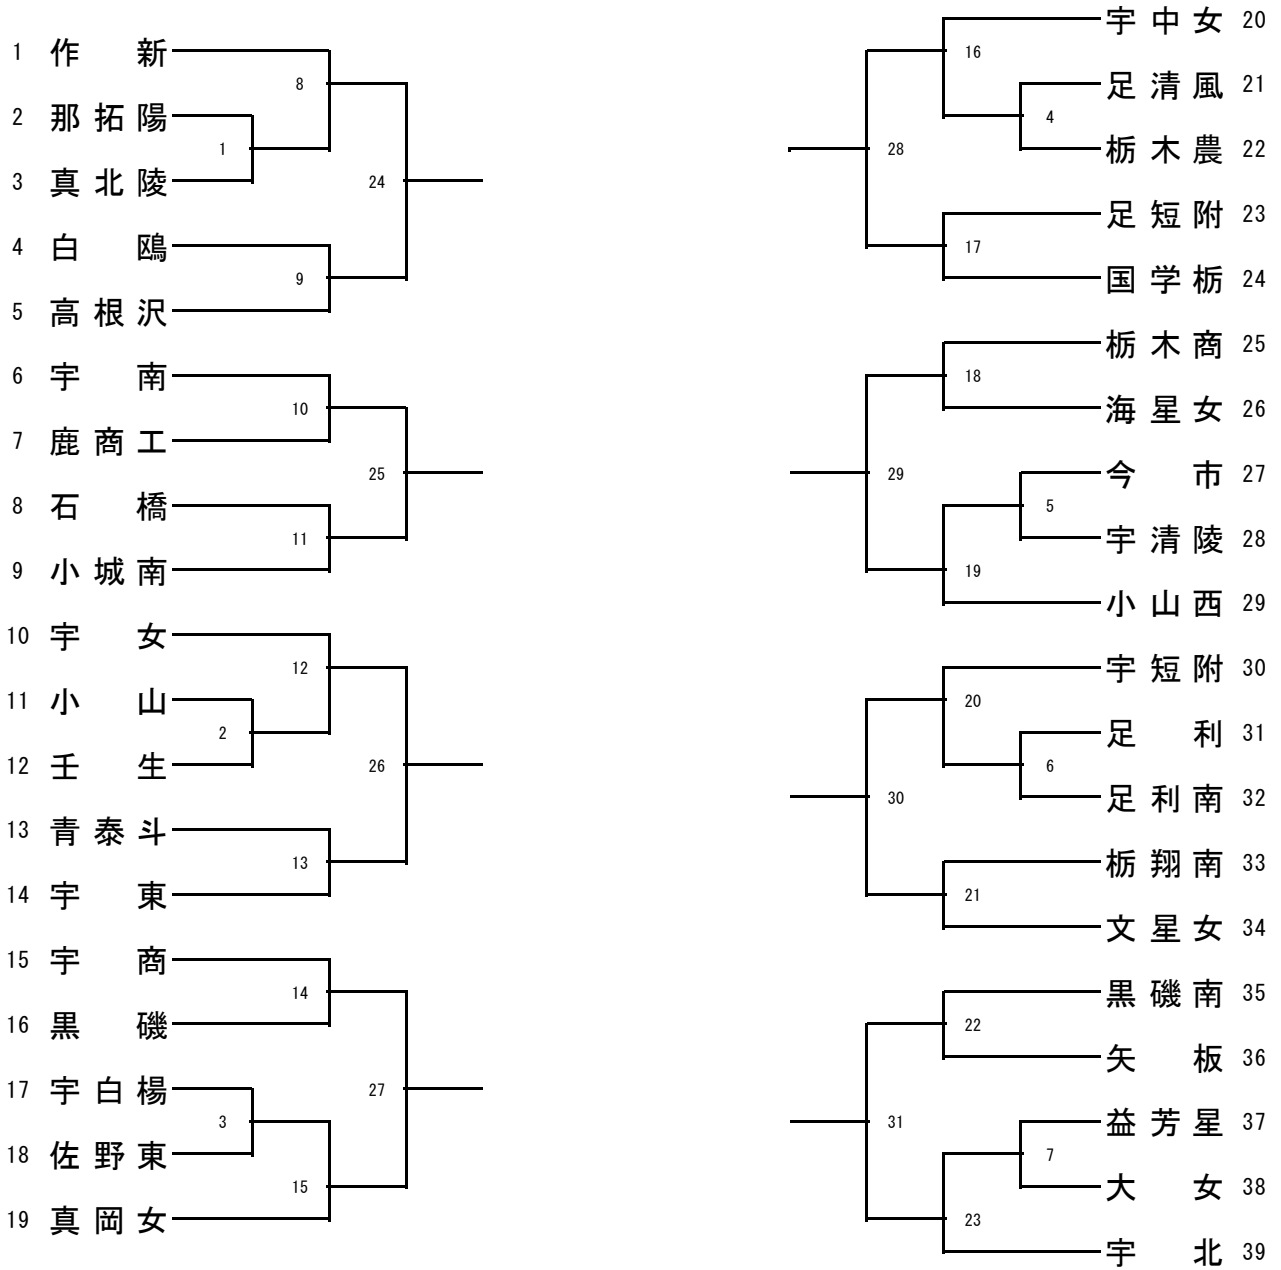 1 作新
2 那拓陽
3 真北陵
4 白鴎
5 高根沢
6 宇南
7 鹿商工
8 石橋
9 小城南
10 宇女
11 小山
12 壬生
13 青泰斗
14 宇東
15 宇商
16 黒磯
17 宇白楊
18 佐野東
19 真岡女
8
1
24
9
10
25
11
12
2
26
13
14
3
27
15
宇中女 20
足清風 21
栃木農 22
足短附 23
国学栃 24
栃木商 25
海星女 26
今市 27
宇清陵 28
小山西 29
宇短附 30
足利 31
足利南 32
栃翔南 33
文星女 34
黒磯南 35
矢板 36
益芳星 37
大女 38
宇北 39
16
4
28
17
18
29
5
19
20
6
30
21
22
31
7
23